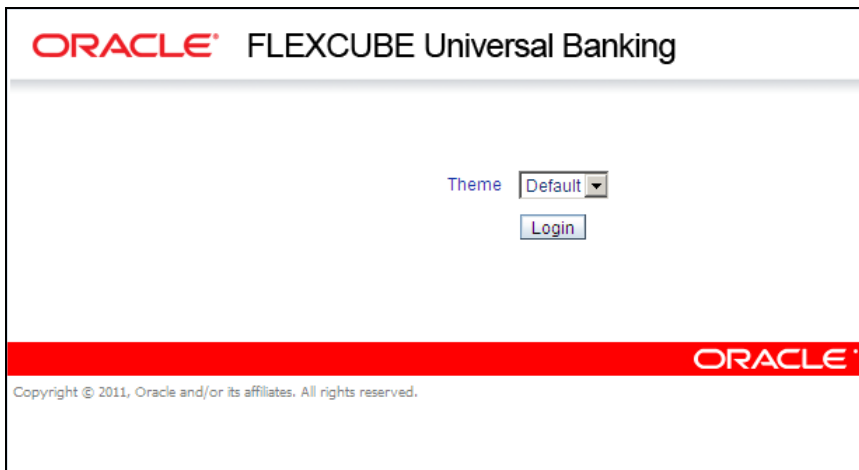 ORACLE® FLEXCUBE Universal Banking
Theme Default
Login
ORACLE®
Copyright © 2011, Oracle and/or its affiliates. All rights reserved.